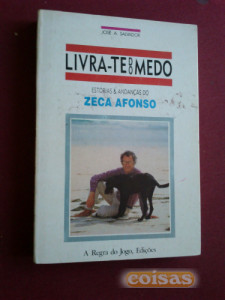 JOSÉ A. SALVADOR
LIVRA-TE DO MEDO
ESTÓRIAS & ANDANÇAS DO
ZECA AFONSO
A Regra do Jogo, Edições
coisas